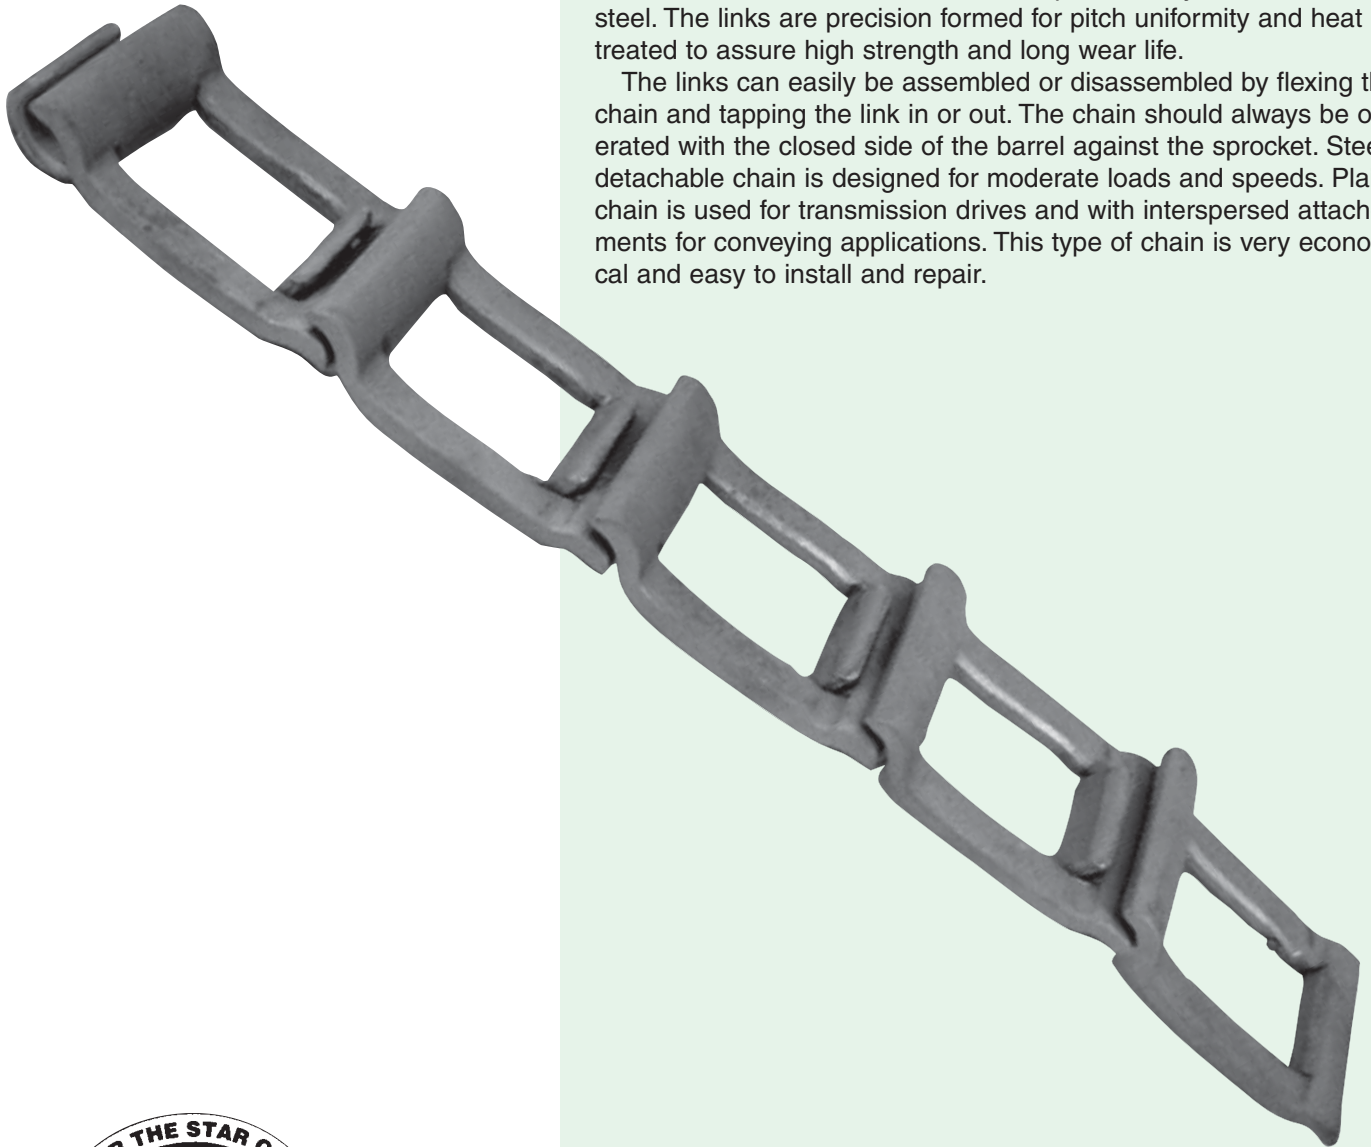 steel. The links are precision formed for pitch uniformity and heat
treated to assure high strength and long wear life.
The links can easily be assembled or disassembled by flexing
chain and tapping the link in or out. The chain should always be
erated with the closed side of the barrel against the sprocket.
detachable chain is designed for moderate loads and speeds.
chain is used for transmission drives and with interspersed attach
ments for conveying applications. This type of chain is very
cal and easy to install and repair.
THE STAR